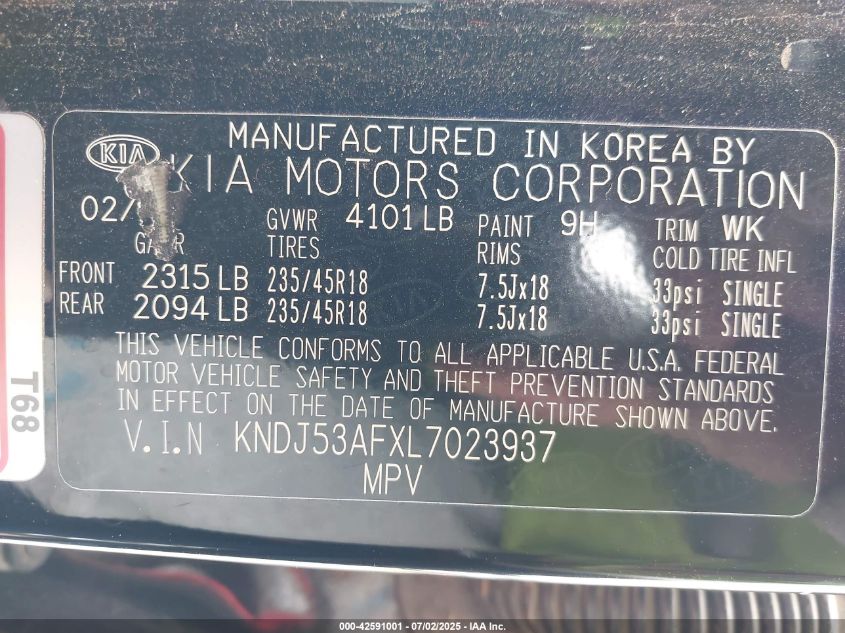 MANUFACTURED IN KOREA BY
KIA KIA MOTORS CORPORATION
02/ GVWR 4101 LB PAINT 9H TRIM WK
TIRES RIMS COLD TIRE INFL
FRONT 2315 LB 235/45R18 7.5Jx18 33psi SINGLE
REAR 2094 LB 235/45R18 7.5Jx18 33psi SINGLE
THIS VEHICLE CONFORMS TO ALL APPLICABLE U.S.A. FEDERAL
MOTOR VEHICLE SAFETY AND THEFT PREVENTION STANDARDS
IN EFFECT ON THE DATE OF MANUFACTURE SHOWN ABOVE.
V.I.N KNDJ53AFXL7023937
MPV
T68
000-42591001 - 07/02/2025 - IAA Inc.